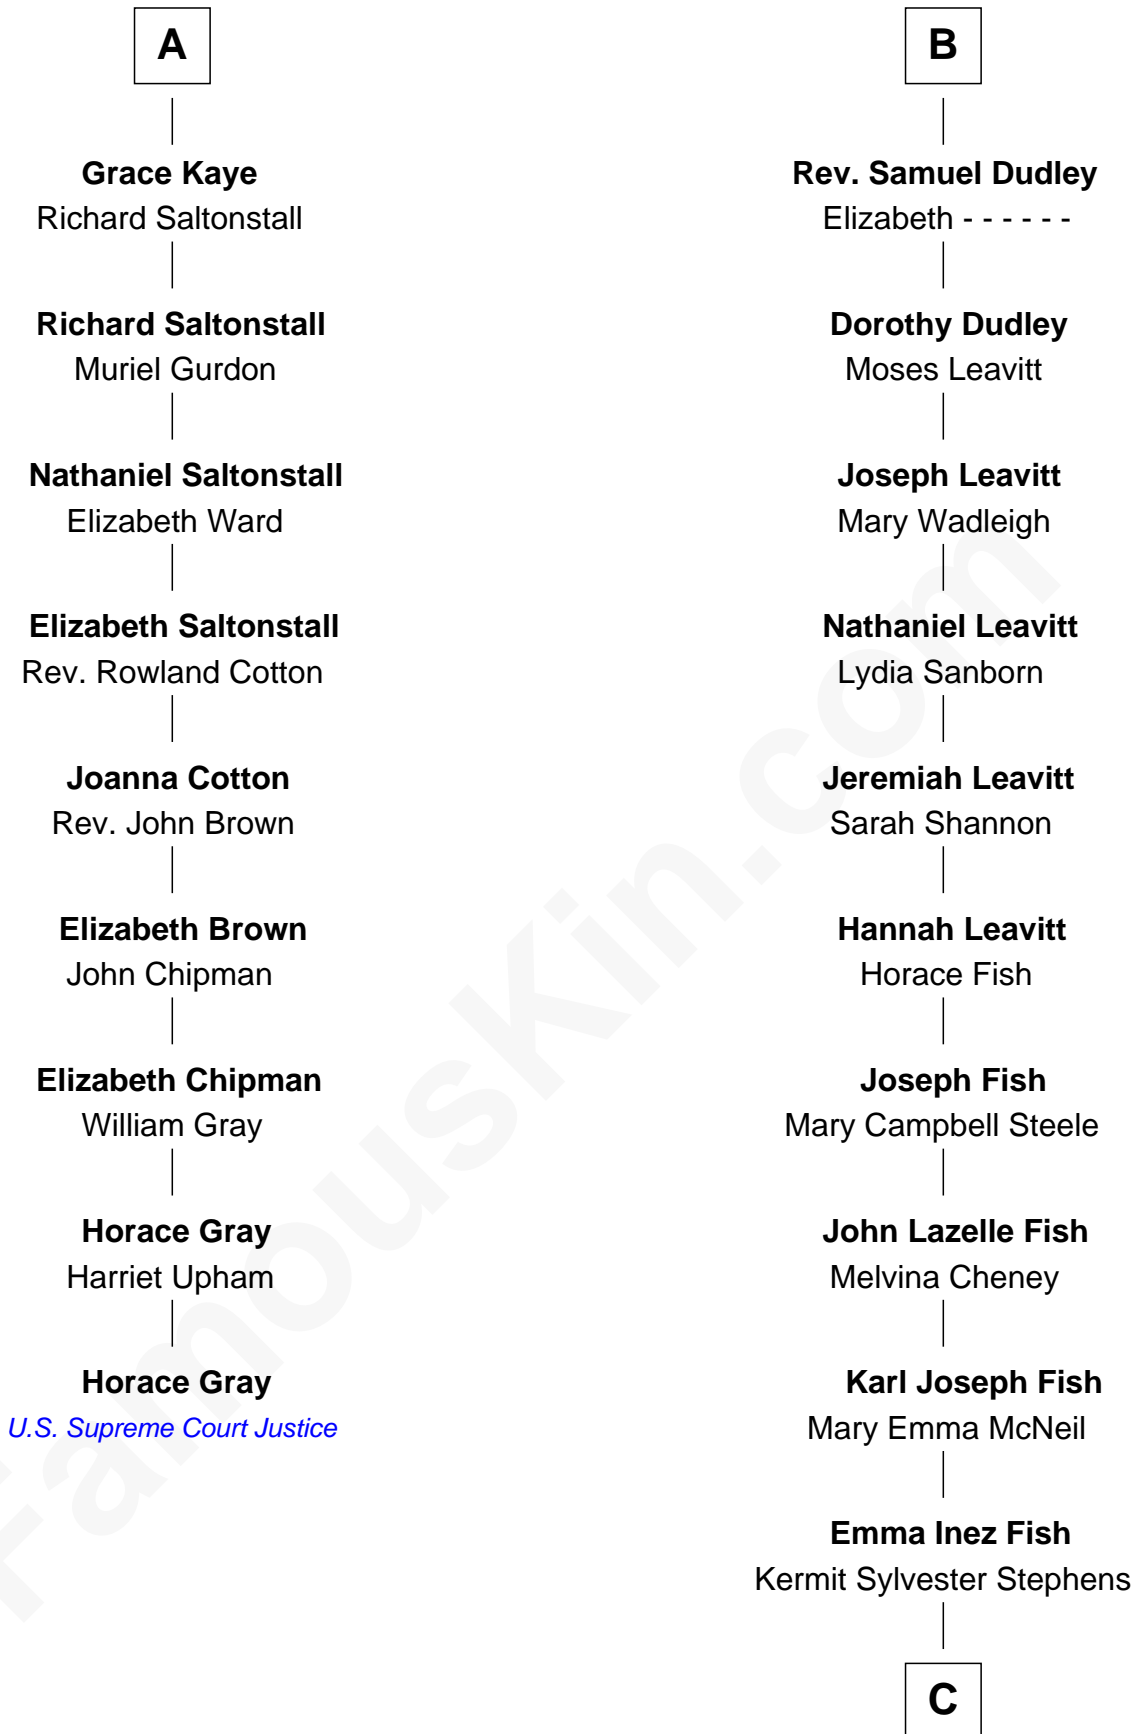 A
Grace Kaye
Richard Saltonstall
Richard Saltonstall
Muriel Gurdon
Nathaniel Saltonstall
Elizabeth Ward
Elizabeth Saltonstall
Rev. Rowland Cotton
Joanna Cotton
Rev. John Brown
Elizabeth Brown
John Chipman
Elizabeth Chipman
William Gray
Horace Gray
Harriet Upham
Horace Gray
U.S. Supreme Court Justice
B
Rev. Samuel Dudley
Elizabeth - - - - - -
Dorothy Dudley
Moses Leavitt
Joseph Leavitt
Mary Wadleigh
Nathaniel Leavitt
Lydia Sanborn
Jeremiah Leavitt
Sarah Shannon
Hannah Leavitt
Horace Fish
Joseph Fish
Mary Campbell Steele
John Lazelle Fish
Melvina Cheney
Karl Joseph Fish
Mary Emma McNeil
Emma Inez Fish
Kermit Sylvester Stephens
C
FamousKin.com